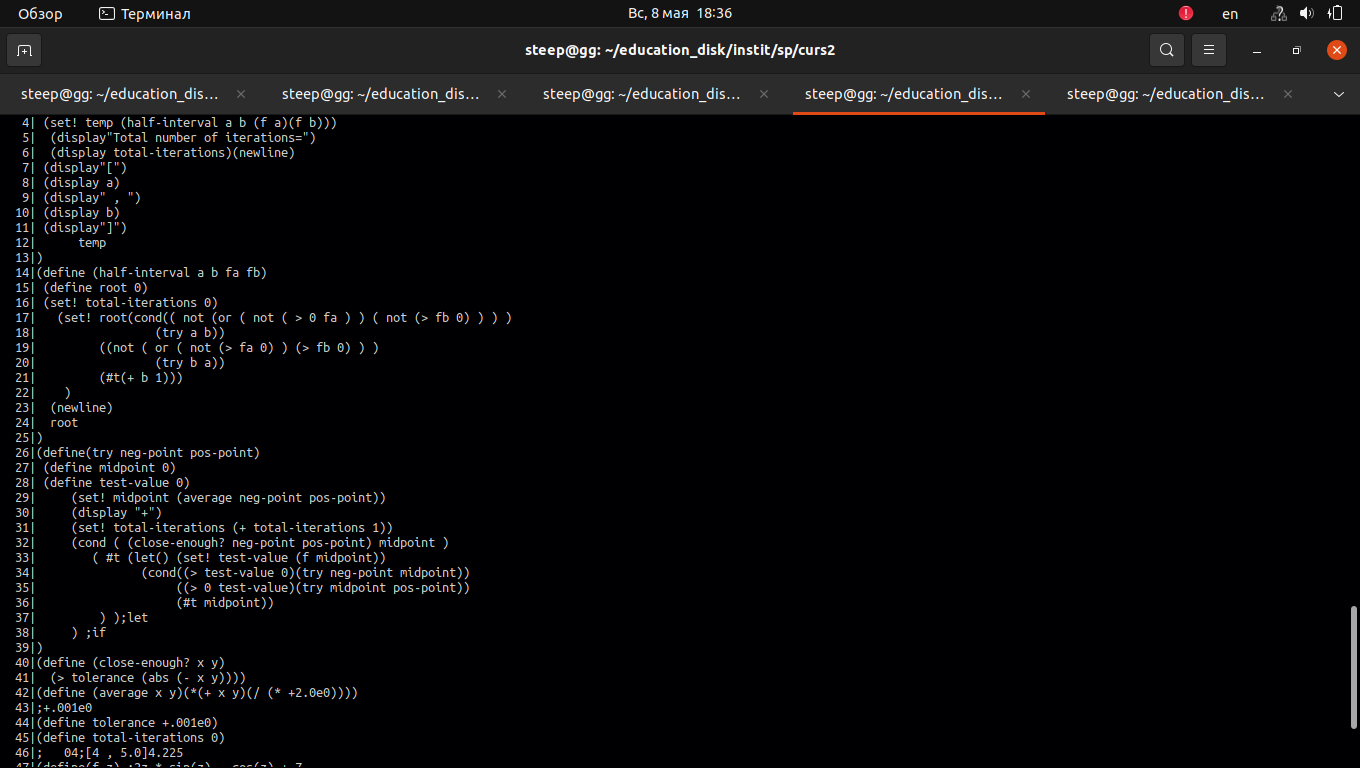 Обзор Терминал Вс, 8 мая 18:36 en
steep@gg: ~/education_disk/instit/sp/curs2
steep@gg: ~/education_dis… steep@gg: ~/education_dis… steep@gg: ~/education_dis… steep@gg: ~/education_dis… steep@gg: ~/education_dis…
4| (set! temp (half-interval a b (f a)(f b)))
5|  (display"Total number of iterations=")
6|  (display total-iterations)(newline)
7| (display"[")
8| (display a)
9| (display" , ")
10| (display b)
11| (display"]")
12|      temp
13|)
14|(define (half-interval a b fa fb)
15| (define root 0)
16| (set! total-iterations 0)
17|   (set! root(cond(( not (or ( not ( > 0 fa ) ) ( not (> fb 0) ) ) )
18|                 (try a b))
19|         ((not ( or ( not (> fa 0) ) (> fb 0) ) )
20|                 (try b a))
21|         (#t(+ b 1)))
22|    )
23|  (newline)
24|  root
25|)
26|(define(try neg-point pos-point)
27| (define midpoint 0)
28| (define test-value 0)
29|     (set! midpoint (average neg-point pos-point))
30|     (display "+")
31|     (set! total-iterations (+ total-iterations 1))
32|     (cond ( (close-enough? neg-point pos-point) midpoint )
33|        ( #t (let() (set! test-value (f midpoint))
34|               (cond((> test-value 0)(try neg-point midpoint))
35|                    ((> 0 test-value)(try midpoint pos-point))
36|                    (#t midpoint))
37|         ) );let
38|     ) ;if
39|)
40|(define (close-enough? x y)
41|  (> tolerance (abs (- x y))))
42|(define (average x y)(*(+ x y)(/ (* +2.0e0))))
43|;+.001e0
44|(define tolerance +.001e0)
45|(define total-iterations 0)
46|;   04;[4 , 5.0]4.225
47|(define(f z) ;2z * sin(z) - cos(z) + 7